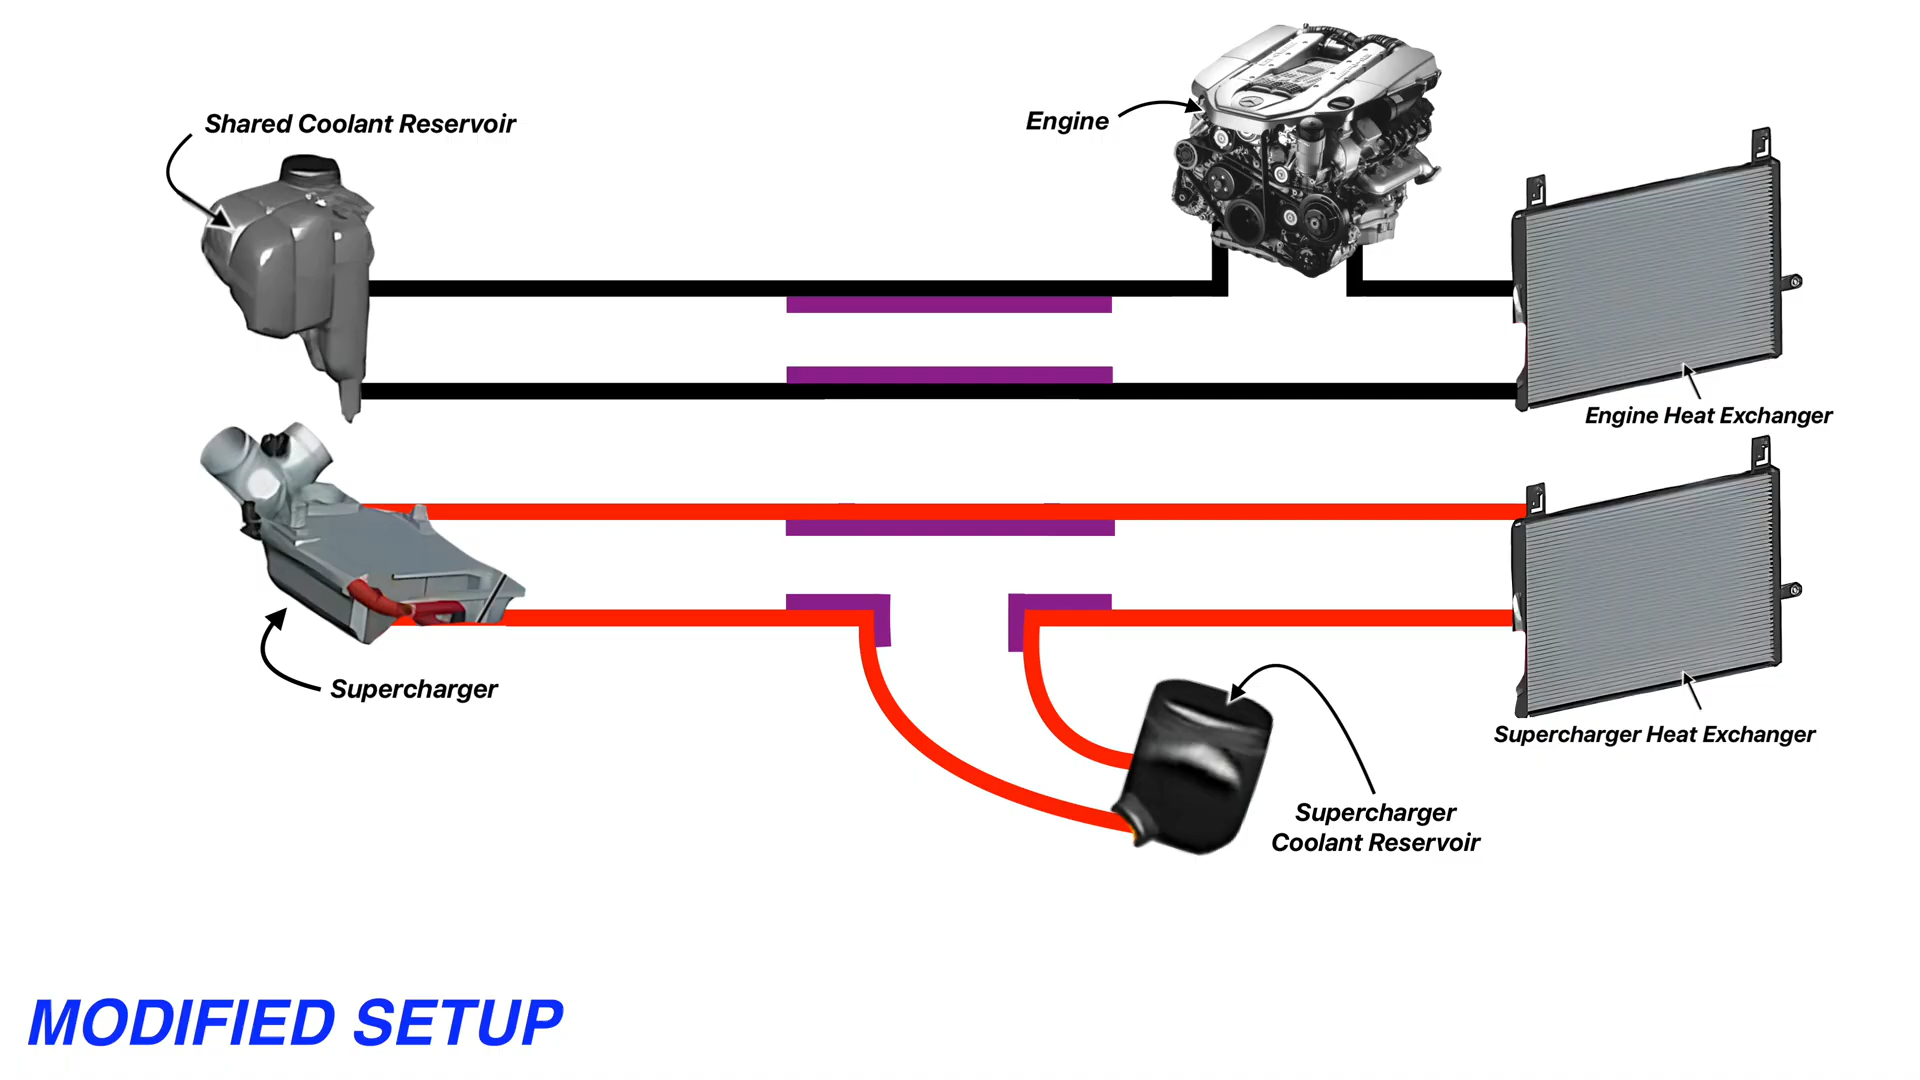 Shared Coolant Reservoir
Engine
Engine Heat Exchanger
Supercharger
Supercharger Heat Exchanger
Supercharger
Coolant Reservoir
MODIFIED SETUP